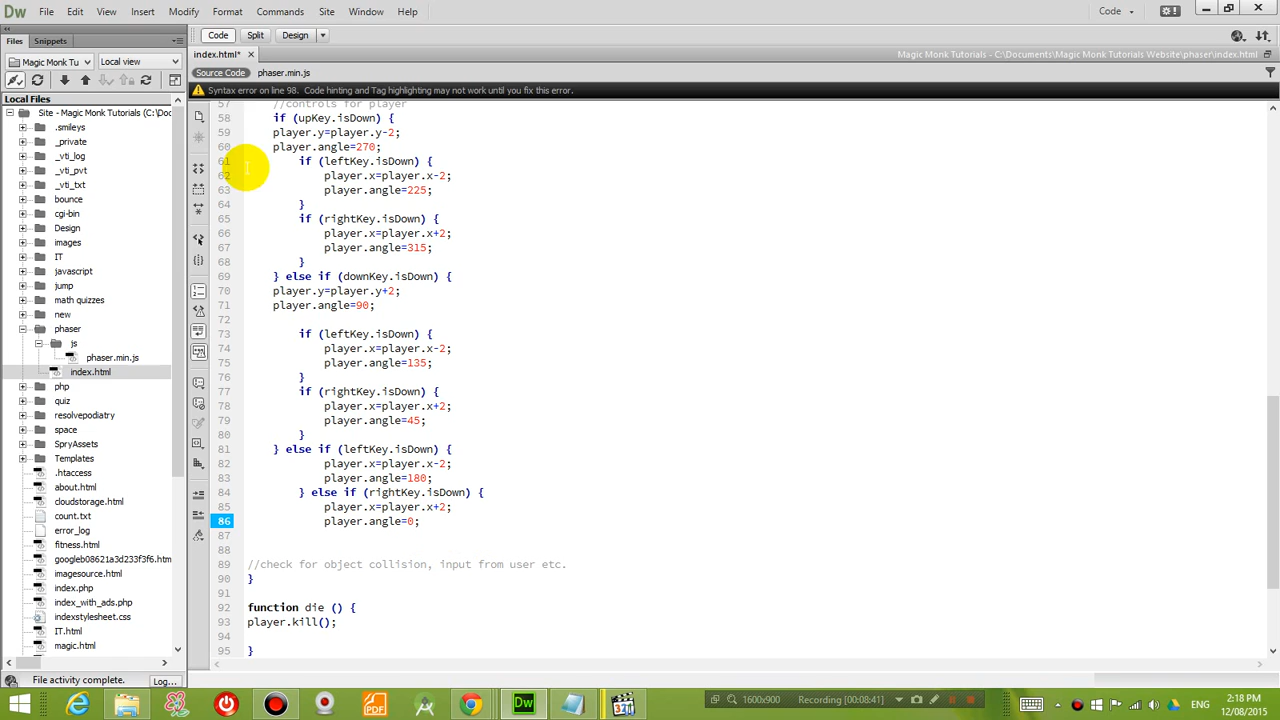 Dw File Edit View Insert Modify Format Commands Site Window Help Code
Files Snippets Code Split Design
index.html* Magic Monk Tutorials - C:\Documents\Magic Monk Tutorials Website\phaser\index.html
Magic Monk Tu Local view Source Code phaser.min.js
Syntax error on line 98. Code hinting and Tag highlighting may not work until you fix this error.
Local Files
Site - Magic Monk Tutorials (C:\Doc
.smileys
_private
_vti_log
_vti_pvt
_vti_txt
bounce
cgi-bin
Design
images
IT
javascript
jump
math quizzes
new
phaser
js
phaser.min.js
index.html
php
quiz
resolvepodiatry
space
SpryAssets
Templates
.htaccess
about.html
cloudstorage.html
count.txt
error_log
fitness.html
googleb08621a3d233f3f6.htm
imagesource.html
index.php
index_with_ads.php
indexstylesheet.css
IT.html
magic.html
File activity complete. Log...
57 //controls for player
58 if (upKey.isDown) {
59 player.y=player.y-2;
60 player.angle=270;
61 if (leftKey.isDown) {
62 player.x=player.x-2;
63 player.angle=225;
64 }
65 if (rightKey.isDown) {
66 player.x=player.x+2;
67 player.angle=315;
68 }
69 } else if (downKey.isDown) {
70 player.y=player.y+2;
71 player.angle=90;
72
73 if (leftKey.isDown) {
74 player.x=player.x-2;
75 player.angle=135;
76 }
77 if (rightKey.isDown) {
78 player.x=player.x+2;
79 player.angle=45;
80 }
81 } else if (leftKey.isDown) {
82 player.x=player.x-2;
83 player.angle=180;
84 } else if (rightKey.isDown) {
85 player.x=player.x+2;
86 player.angle=0;
87
88
89 //check for object collision, input from user etc.
90 }
91
92 function die () {
93 player.kill();
94
95 }
PDF Dw 321 1600x900 Recording [00:08:41] 2:18 PM
12/08/2015